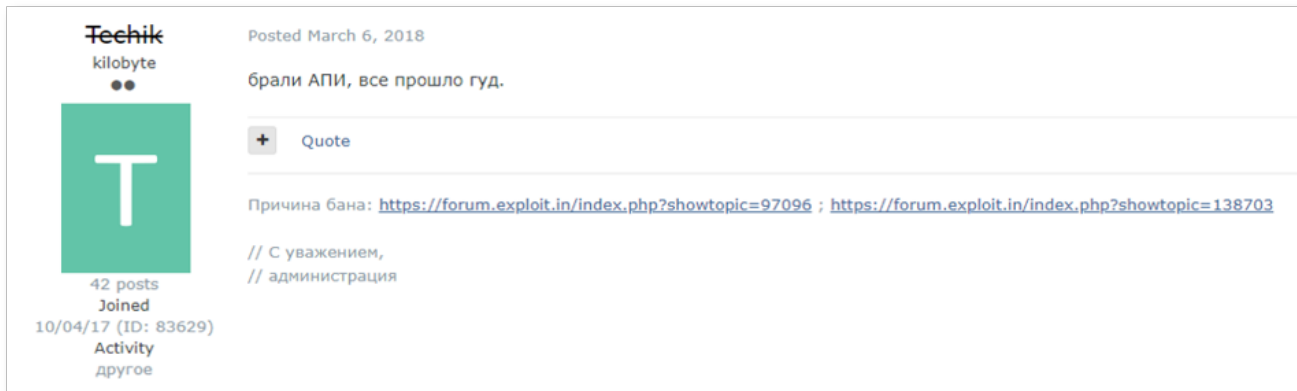 Techik
kilobyte
T
42 posts
Joined
10/04/17 (ID: 83629)
Activity
другое
Posted March 6, 2018
брали АПИ, все прошло гуд.
+ Quote
Причина бана: https://forum.exploit.in/index.php?showtopic=97096 ; https://forum.exploit.in/index.php?showtopic=138703
// С уважением,
// администрация